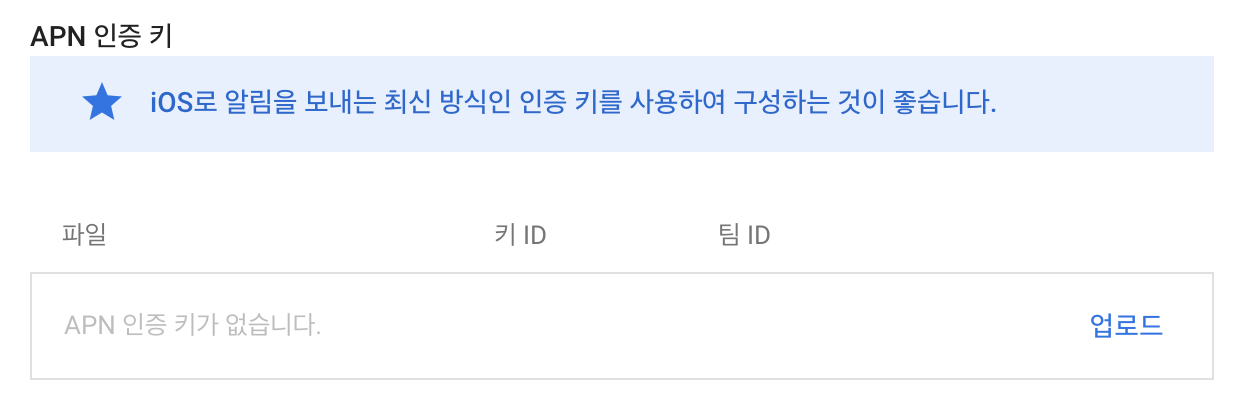 APN 인증 키
iOS로 알림을 보내는 최신 방식인 인증 키를 사용하여 구성하는 것이 좋습니다.
파일 키 ID 팀 ID
APN 인증 키가 없습니다. 업로드